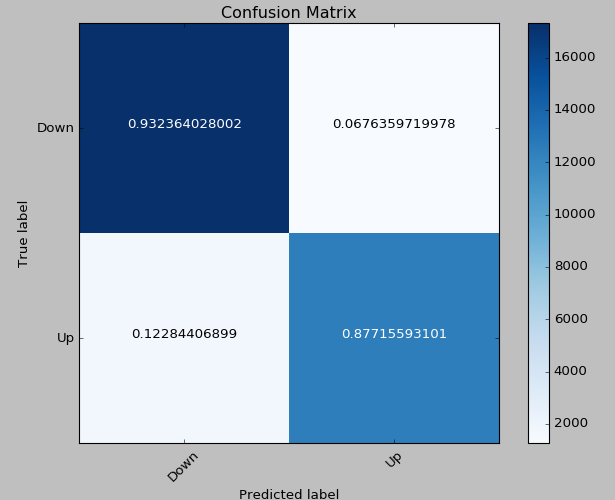 Confusion Matrix
True label
Down
0.932364028002
0.0676359719978
Up
0.12284406899
0.87715593101
Down
Up
Predicted label
16000
14000
12000
10000
8000
6000
4000
2000